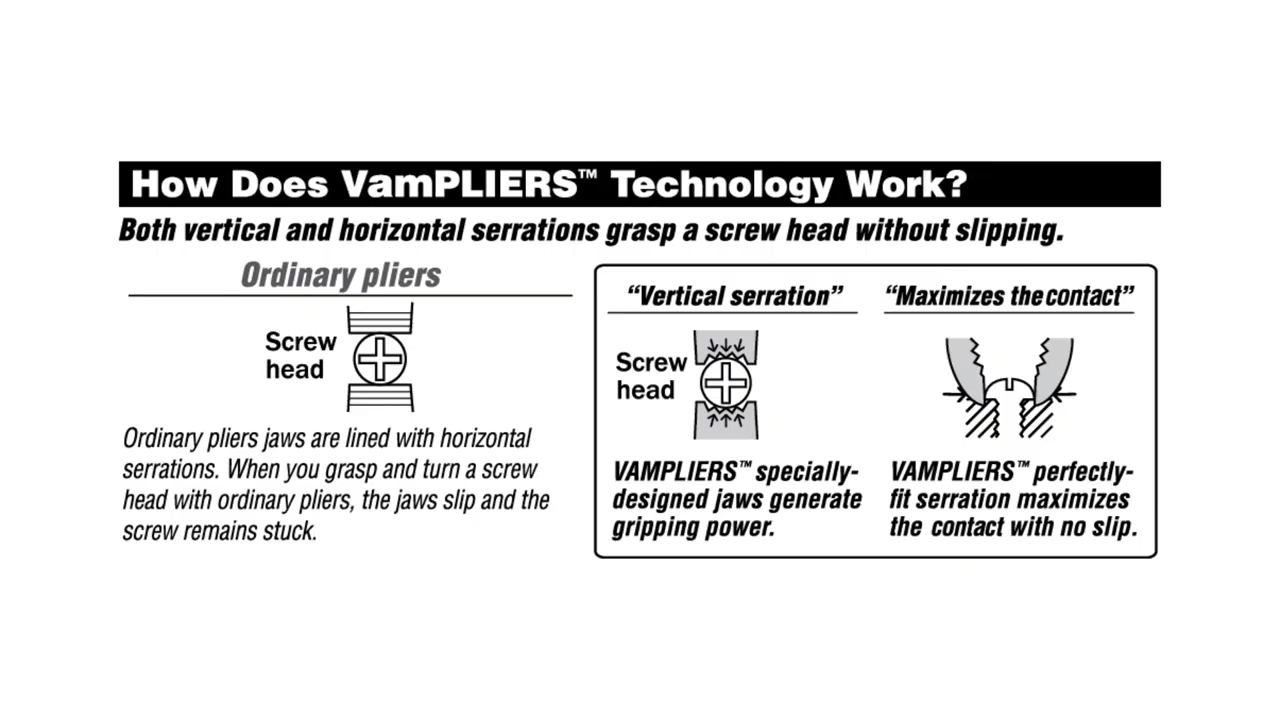 How Does VamPLIERS™ Technology Work?
Both vertical and horizontal serrations grasp a screw head without slipping.
Ordinary pliers
Screw
head
Ordinary pliers jaws are lined with horizontal
serrations. When you grasp and turn a screw
head with ordinary pliers, the jaws slip and the
screw remains stuck.
“Vertical serration”
Screw
head
VAMPLIERS™ specially-
designed jaws generate
gripping power.
“Maximizes the contact”
VAMPLIERS™ perfectly-
fit serration maximizes
the contact with no slip.